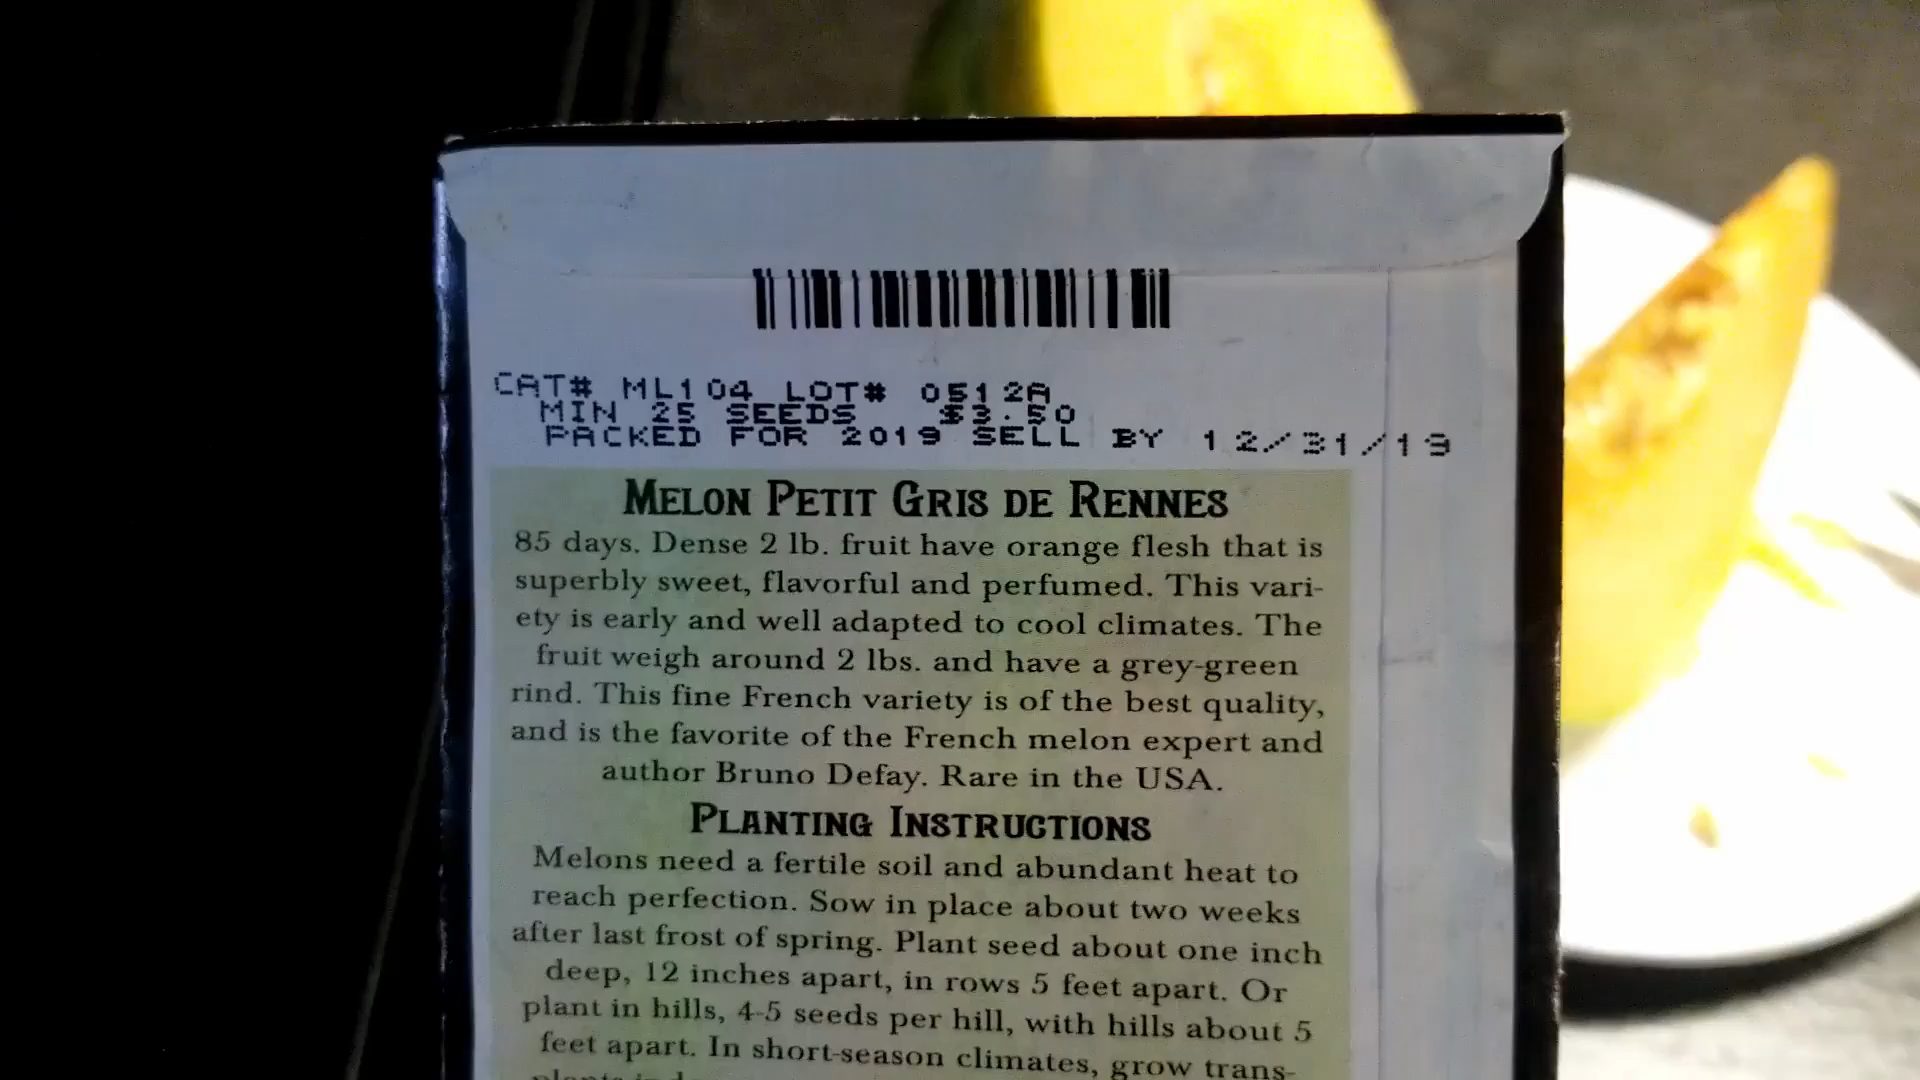 CAT# ML104 LOT# 0512A
MIN 25 SEEDS $3.50
PACKED FOR 2019 SELL BY 12/31/19
MELON PETIT GRIS DE RENNES
85 days. Dense 2 lb. fruit have orange flesh that is
superbly sweet, flavorful and perfumed. This vari-
ety is early and well adapted to cool climates. The
fruit weigh around 2 lbs. and have a grey-green
rind. This fine French variety is of the best quality,
and is the favorite of the French melon expert and
author Bruno Defay. Rare in the USA.
PLANTING INSTRUCTIONS
Melons need a fertile soil and abundant heat to
reach perfection. Sow in place about two weeks
after last frost of spring. Plant seed about one inch
deep, 12 inches apart, in rows 5 feet apart. Or
plant in hills, 4-5 seeds per hill, with hills about 5
feet apart. In short-season climates, grow trans-